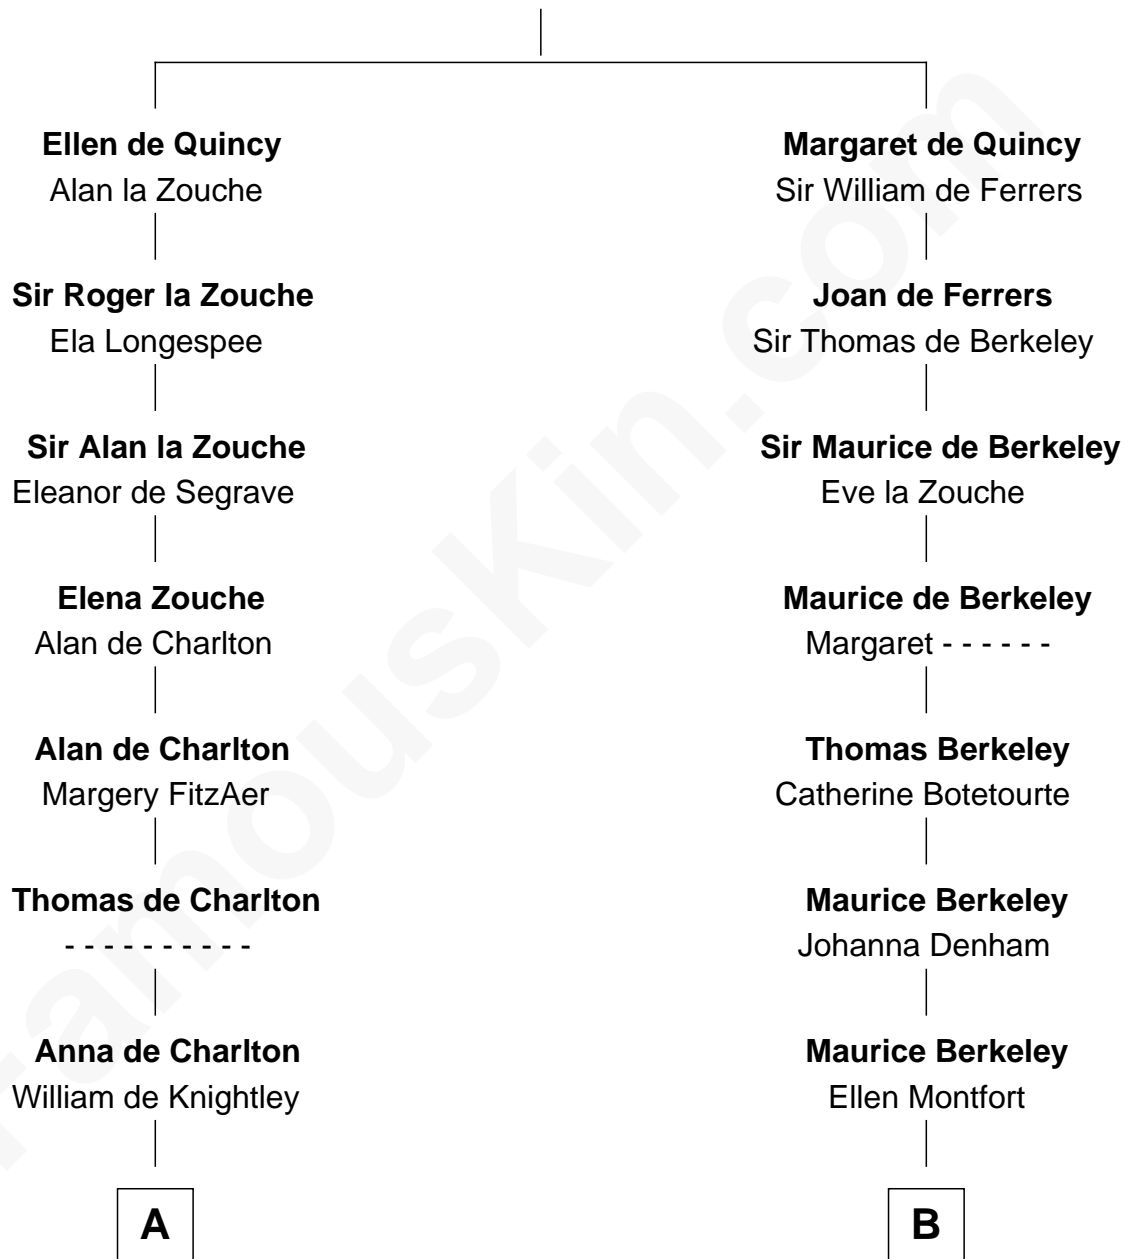 Ellen de Quincy
Alan la Zouche
Sir Roger la Zouche
Ela Longespee
Sir Alan la Zouche
Eleanor de Segrave
Elena Zouche
Alan de Charlton
Alan de Charlton
Margery FitzAer
Thomas de Charlton
- - - - - - - - - -
Anna de Charlton
William de Knightley
A
Margaret de Quincy
Sir William de Ferrers
Joan de Ferrers
Sir Thomas de Berkeley
Sir Maurice de Berkeley
Eve la Zouche
Maurice de Berkeley
Margaret - - - - - -
Thomas Berkeley
Catherine Botetourte
Maurice Berkeley
Johanna Denham
Maurice Berkeley
Ellen Montfort
B
FamousKin.com